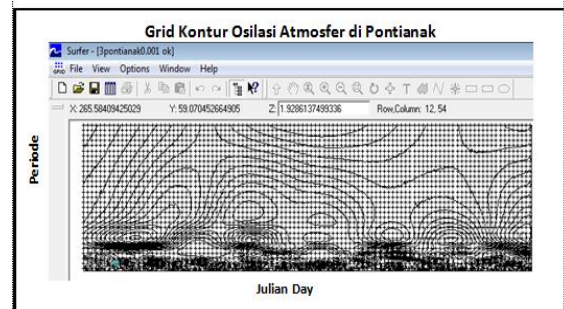 Grid Kontur Osilasi Atmosfer di Pontianak
Surfer - [3pontianak0.001 ok]
GRID File View Options Window Help
X: 265.58409425029 Y: 59.070452664905 Z: 1.9286137499336 Row,Column: 12, 54
Periode
Julian Day